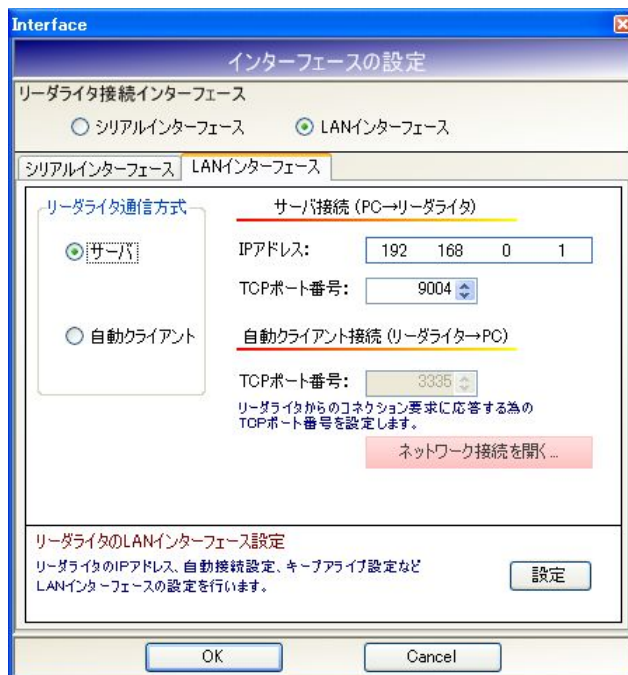 Interface
インターフェースの設定
リーダライタ接続インターフェース
シリアルインターフェース LANインターフェース
シリアルインターフェース LANインターフェース
リーダライタ通信方式
サーバ
自動クライアント
サーバ接続 (PC→リーダライタ)
IPアドレス: 192 168 0 1
TCPポート番号: 9004
自動クライアント接続 (リーダライタ→PC)
TCPポート番号: 3335
リーダライタからのコネクション要求に応答する為の
TCPポート番号を設定します。
ネットワーク接続を開く...
リーダライタのLANインターフェース設定
リーダライタのIPアドレス、自動接続設定、キープアライブ設定など
LANインターフェースの設定を行います。
設定
OK Cancel